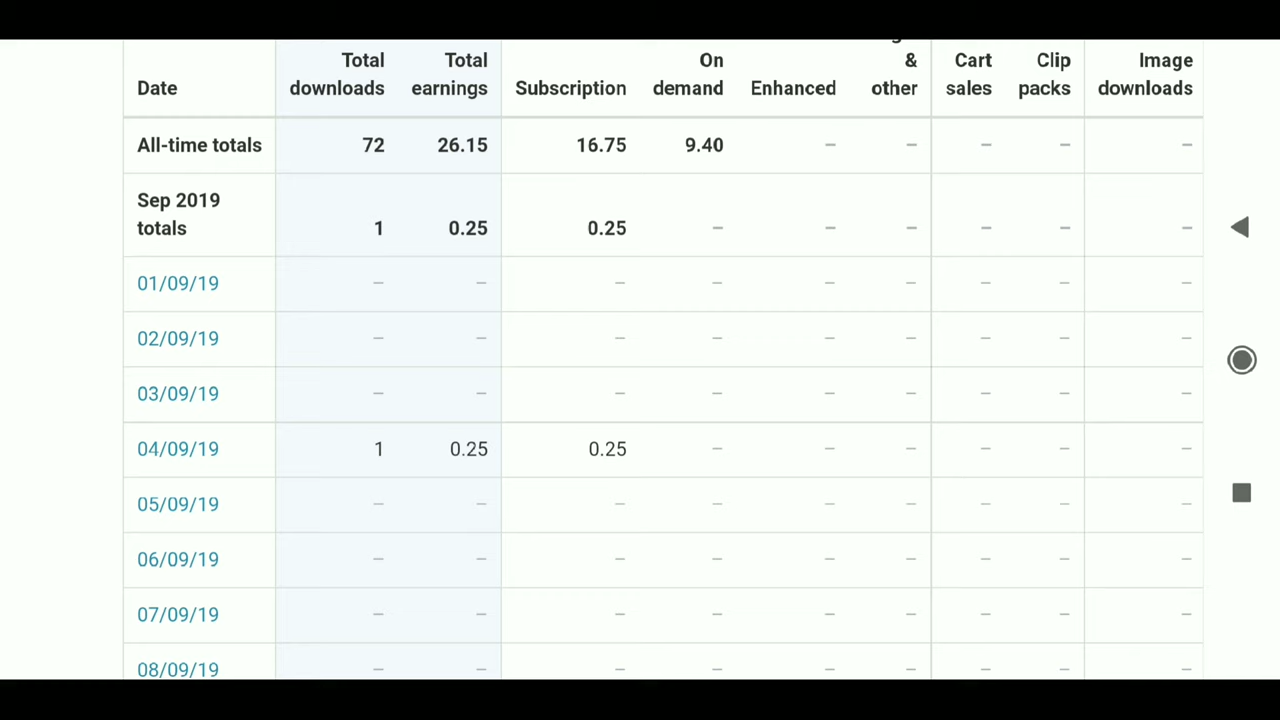 Date Total downloads Total earnings Subscription On demand Enhanced & other Cart sales Clip packs Image downloads
All-time totals 72 26.15 16.75 9.40 – – – – –
Sep 2019 totals 1 0.25 0.25 – – – – – –
01/09/19 – – – – – – – – –
02/09/19 – – – – – – – – –
03/09/19 – – – – – – – – –
04/09/19 1 0.25 0.25 – – – – – –
05/09/19 – – – – – – – – –
06/09/19 – – – – – – – – –
07/09/19 – – – – – – – – –
08/09/19 – – – – – – – – –